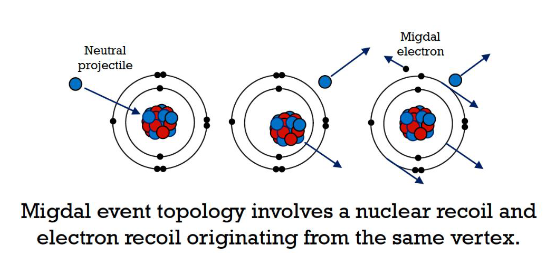 Neutral
projectile
Migdal
electron
Migdal event topology involves a nuclear recoil and
electron recoil originating from the same vertex.